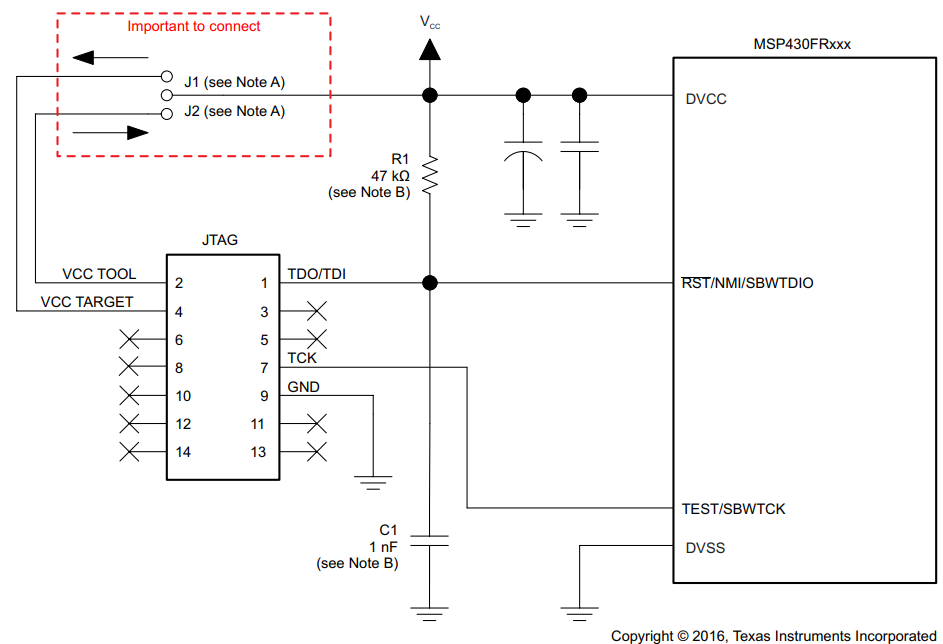 Important to connect
V CC
MSP430FRxxx
J1 (see Note A)
J2 (see Note A)
DVCC
R1
47 kΩ
(see Note B)
JTAG
VCC TOOL
2
1
TDO/TDI
RST/NMI/SBWTDIO
VCC TARGET
4
3
6
5
8
7
TCK
10
9
GND
12
11
14
13
TEST/SBWTCK
C1
1 nF
(see Note B)
DVSS
Copyright © 2016, Texas Instruments Incorporated